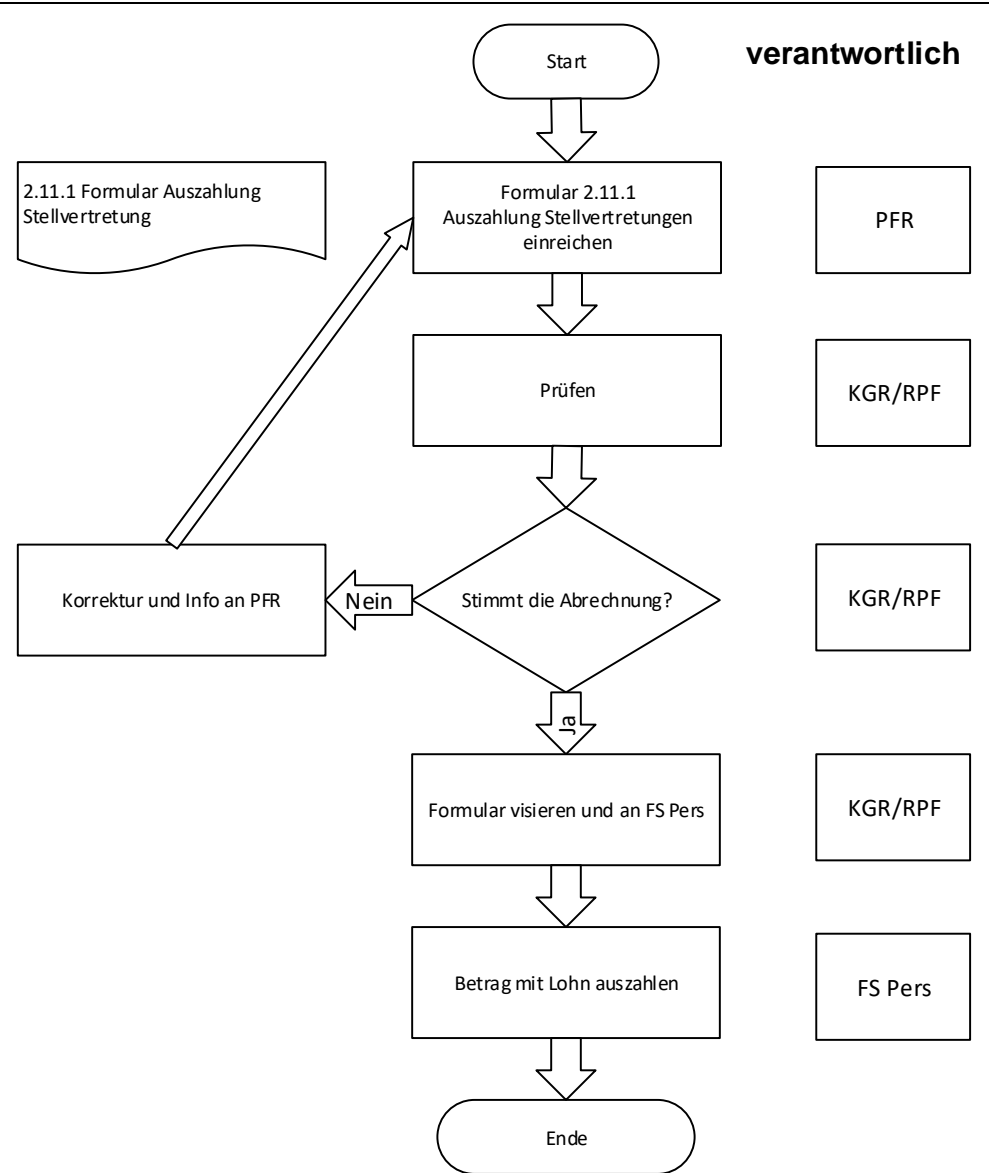 Start
verantwortlich
2.11.1 Formular Auszahlung
Stellvertretung
Formular 2.11.1
Auszahlung Stellvertretungen
einreichen
PFR
Prüfen
KGR/RPF
Korrektur und Info an PFR
Nein
Stimmt die Abrechnung?
KGR/RPF
Ja
Formular visieren und an FS Pers
KGR/RPF
Betrag mit Lohn auszahlen
FS Pers
Ende